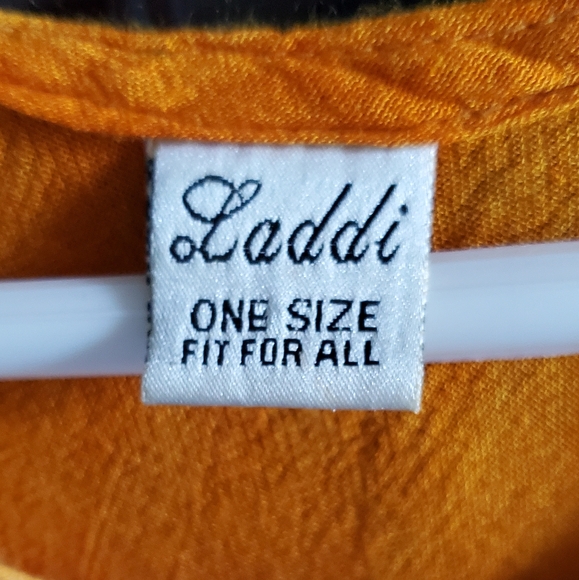 Laddi
ONE SIZE
FIT FOR ALL